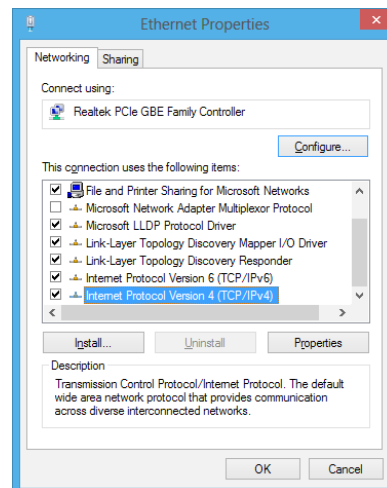 Ethernet Properties
Networking
Sharing
Connect using:
Realtek PCIe GBE Family Controller
Configure...
This connection uses the following items:
File and Printer Sharing for Microsoft Networks
Microsoft Network Adapter Multiplexor Protocol
Microsoft LLDP Protocol Driver
Link-Layer Topology Discovery Mapper I/O Driver
Link-Layer Topology Discovery Responder
Internet Protocol Version 6 (TCP/IPv6)
Internet Protocol Version 4 (TCP/IPv4)
Install...
Uninstall
Properties
Description
Transmission Control Protocol/Internet Protocol. The default
wide area network protocol that provides communication
across diverse interconnected networks.
OK
Cancel